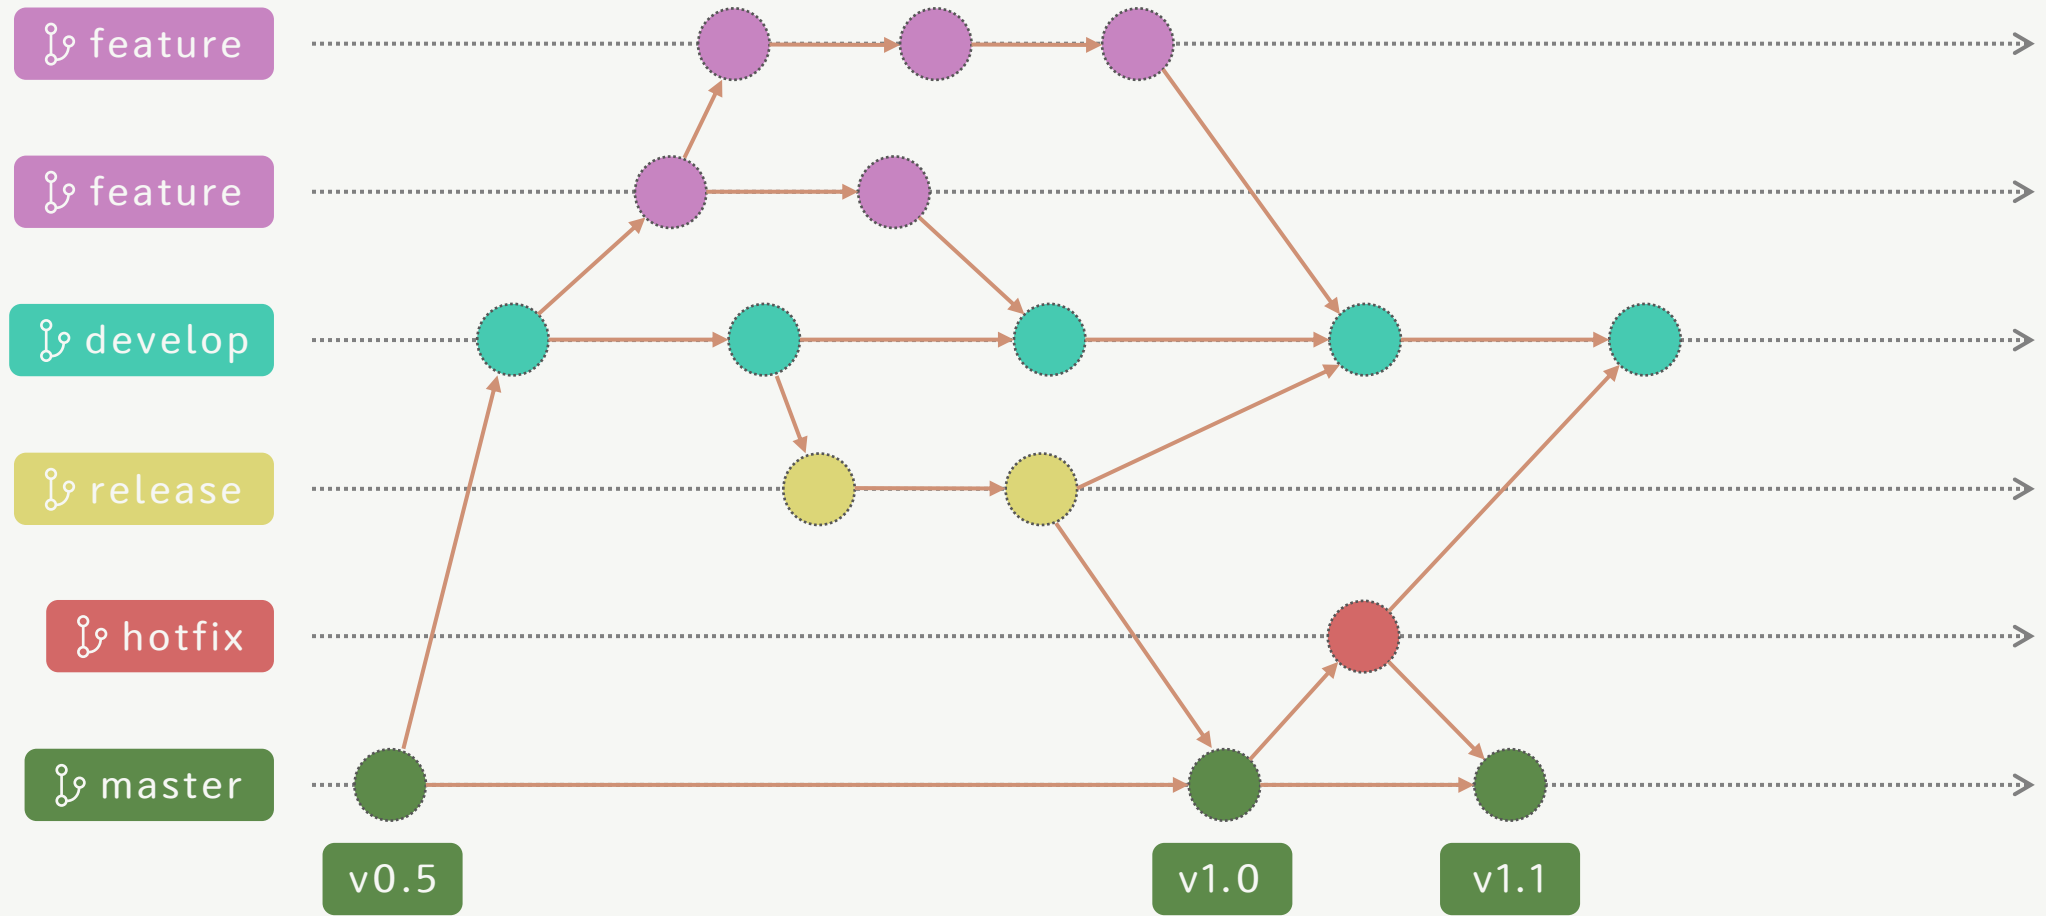 feature
feature
develop
release
hotfix
master
v0.5
v1.0
v1.1